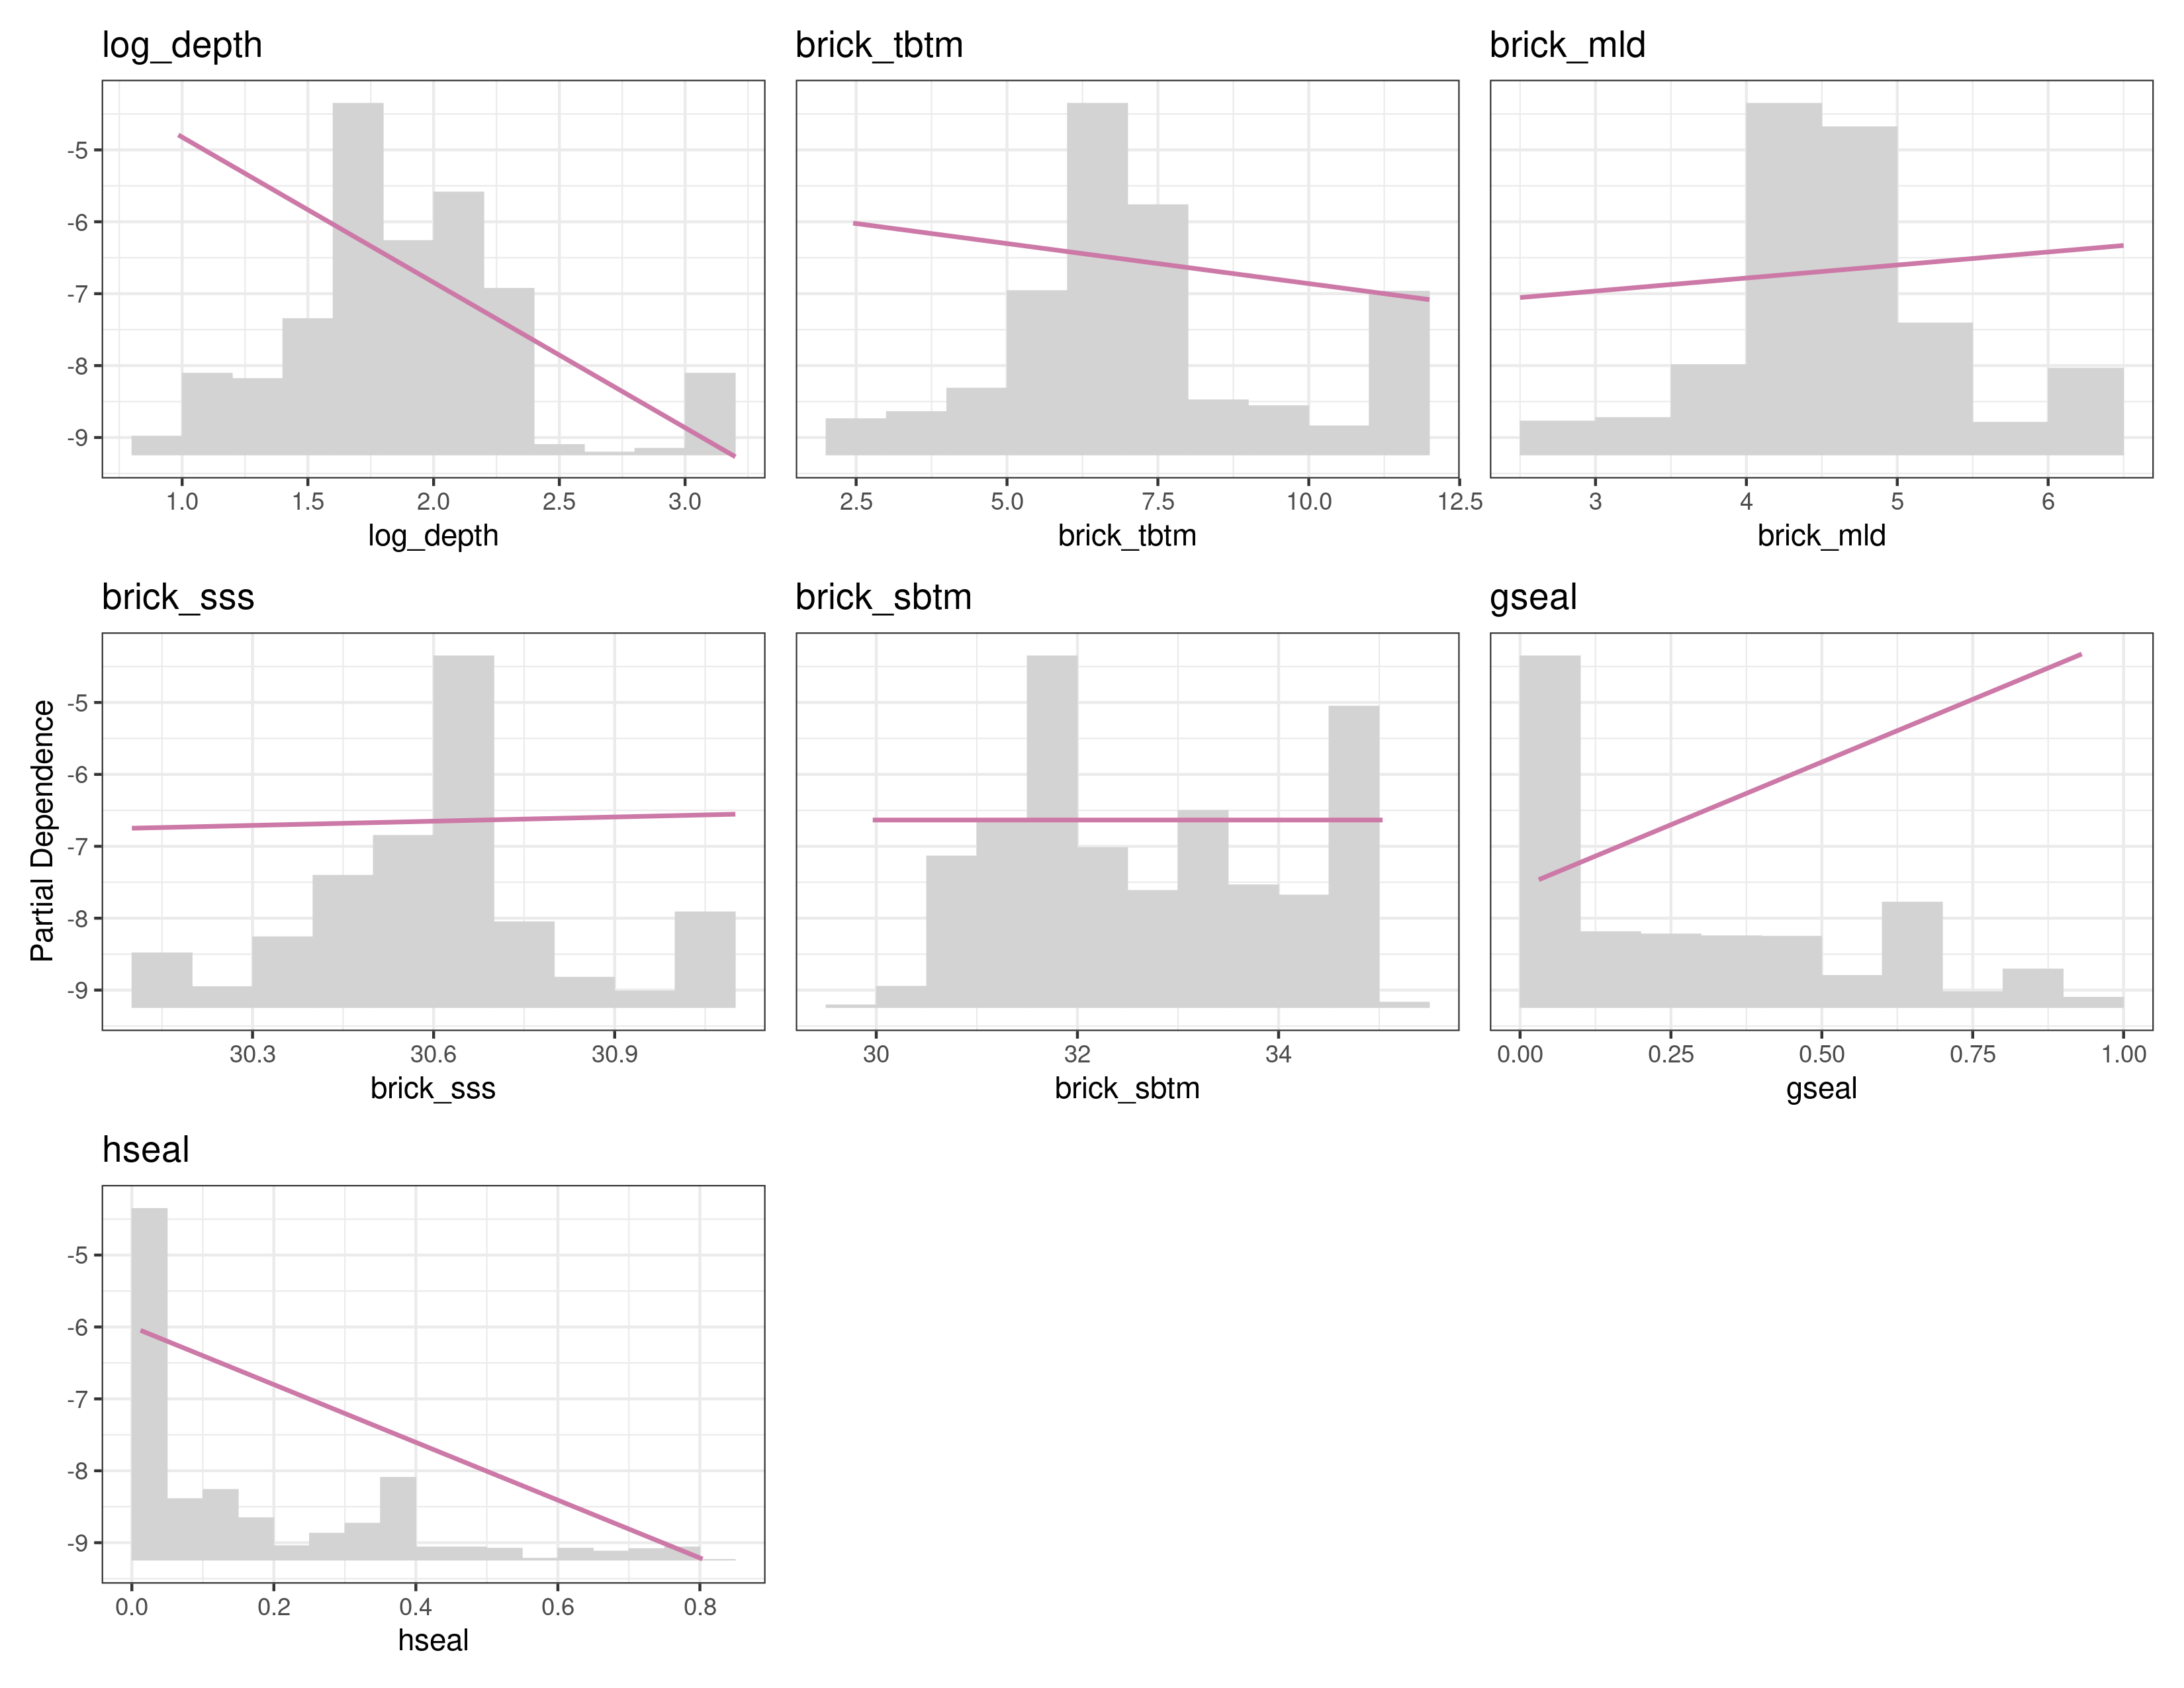 log_depth brick_tbtm brick_mld
-5
-6
-7
-8
-9
1.0 1.5 2.0 2.5 3.0 2.5 5.0 7.5 10.0 12.5 3 4 5 6
log_depth brick_tbtm brick_mld
brick_sss brick_sbtm gseal
Partial Dependence
-5
-6
-7
-8
-9
30.3 30.6 30.9 30 32 34 0.00 0.25 0.50 0.75 1.00
brick_sss brick_sbtm gseal
hseal
-5
-6
-7
-8
-9
0.0 0.2 0.4 0.6 0.8
hseal